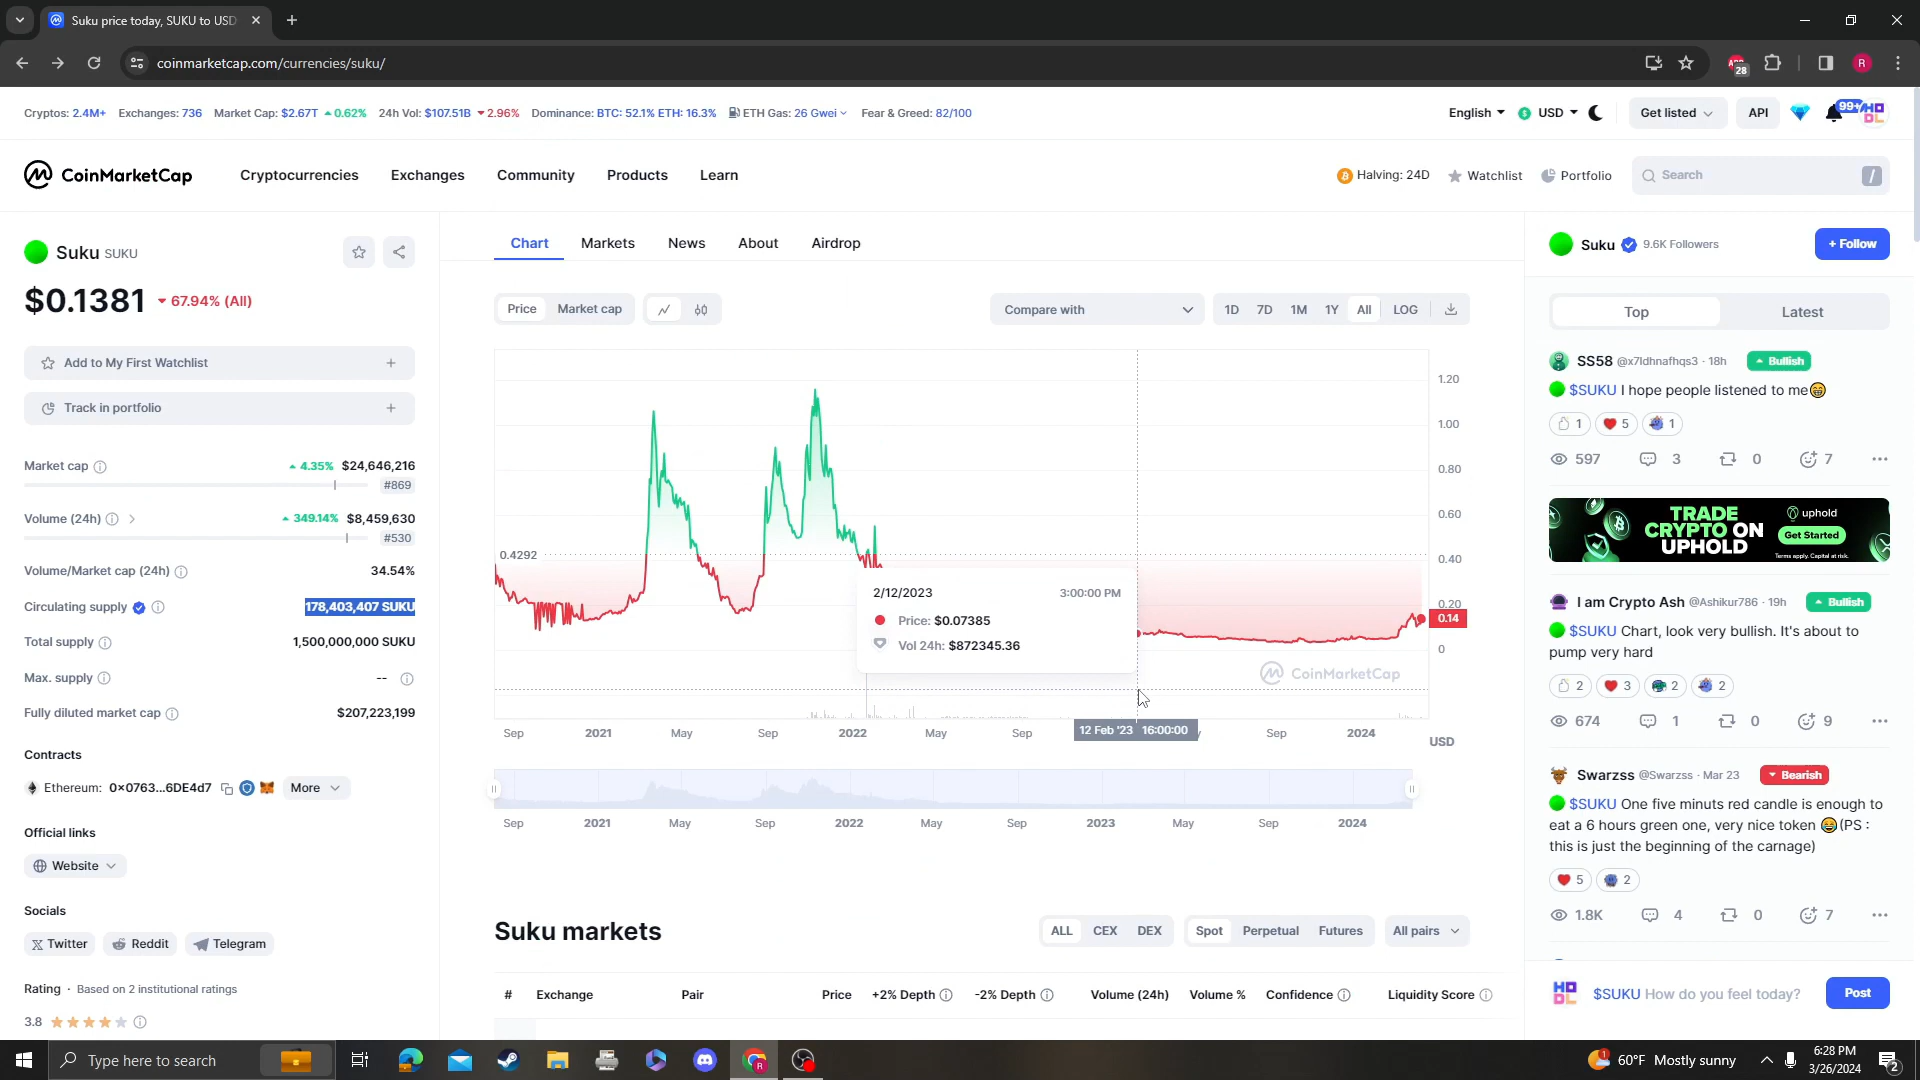 Suku price today, SUKU to USD
coinmarketcap.com/currencies/suku/
28
R
Cryptos: 2.4M+ Exchanges: 736 Market Cap: $2.67T 0.62% 24h Vol: $107.51B 2.96% Dominance: BTC: 52.1% ETH: 16.3% ETH Gas: 26 Gwei Fear & Greed: 82/100
English USD Get listed API 99+
CoinMarketCap Cryptocurrencies Exchanges Community Products Learn
Halving: 24D Watchlist Portfolio Search /
Suku SUKU
$0.1381 67.94% (All)
Add to My First Watchlist +
Track in portfolio +
Market cap 4.35% $24,646,216
#869
Volume (24h) 349.14% $8,459,630
#530
Volume/Market cap (24h) 34.54%
Circulating supply 178,403,407 SUKU
Total supply 1,500,000,000 SUKU
Max. supply --
Fully diluted market cap $207,223,199
Contracts
Ethereum: 0x0763...6DE4d7 More
Official links
Website
Socials
Twitter Reddit Telegram
Rating · Based on 2 institutional ratings
3.8
Chart Markets News About Airdrop
Price Market cap
Compare with 1D 7D 1M 1Y All LOG
1.20
1.00
0.80
0.60
0.40
0.20
0.14
0
0.4292
2/12/2023 3:00:00 PM
Price: $0.07385
Vol 24h: $872345.36
CoinMarketCap
Sep 2021 May Sep 2022 May Sep 12 Feb '23 16:00:00 Sep 2024
USD
Sep 2021 May Sep 2022 May Sep 2023 May Sep 2024
Suku markets ALL CEX DEX Spot Perpetual Futures All pairs
# Exchange Pair Price +2% Depth -2% Depth Volume (24h) Volume % Confidence Liquidity Score
Suku 9.6K Followers + Follow
Top Latest
SS58 @x7ldhnafhqs3 · 18h Bullish
$SUKU I hope people listened to me
1 5 1
597 3 0 7
TRADE
CRYPTO ON
UPHOLD
uphold
Get Started
Terms apply. Capital at risk.
I am Crypto Ash @Ashikur786 · 19h Bullish
$SUKU Chart, look very bullish. It's about to
pump very hard
2 3 2 2
674 1 0 9
Swarzss @Swarzss · Mar 23 Bearish
$SUKU One five minuts red candle is enough to
eat a 6 hours green one, very nice token (PS :
this is just the beginning of the carnage)
5 2
1.8K 4 0 7
HODL $SUKU How do you feel today? Post
Type here to search
60°F Mostly sunny
6:28 PM
3/26/2024
2